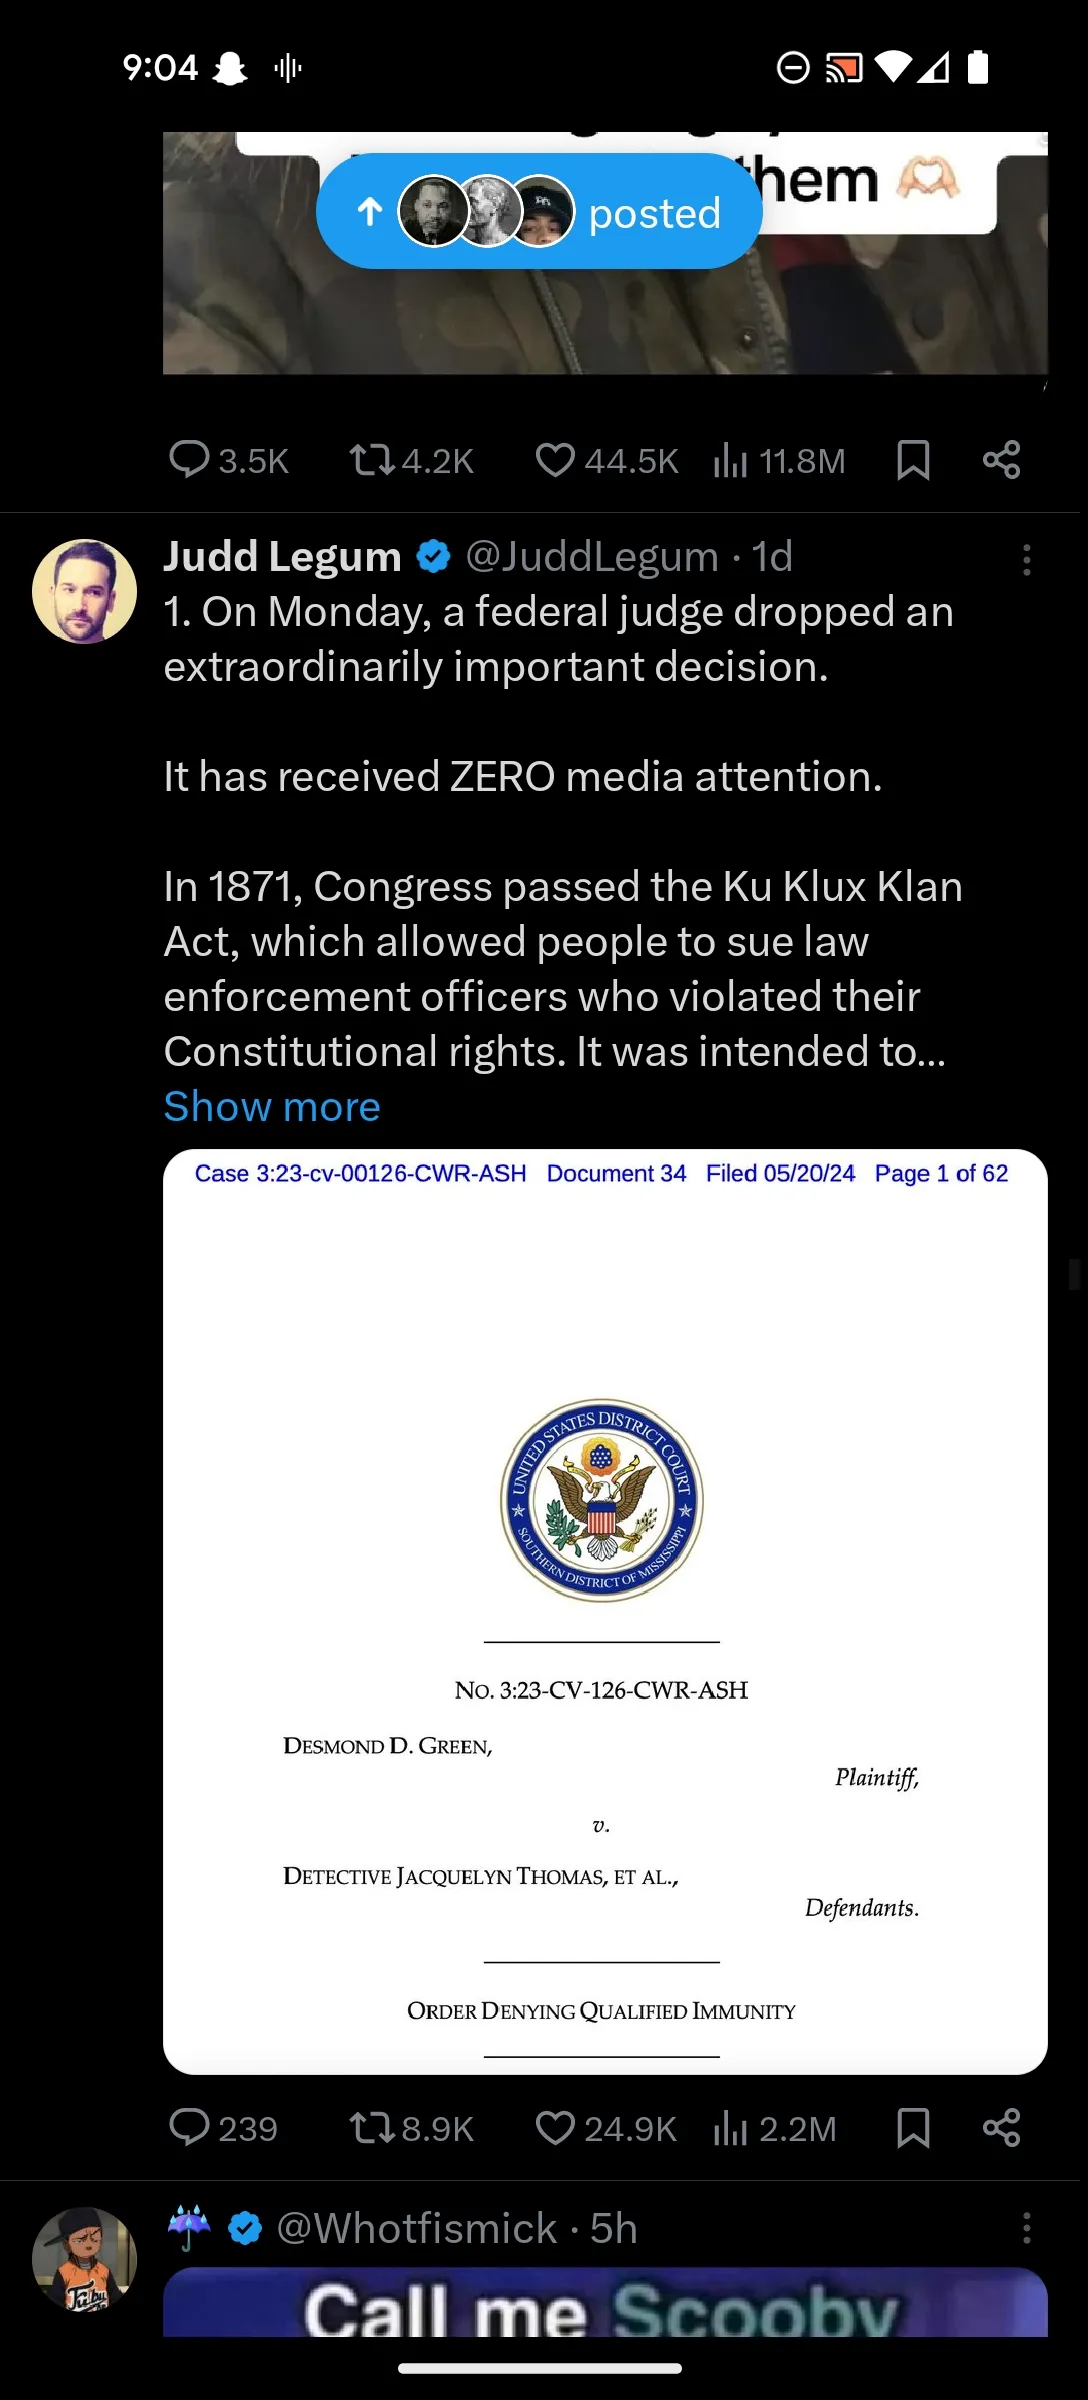 9:04
them 🫶🏻
posted
3.5K 4.2K 44.5K 11.8M
Judd Legum @JuddLegum · 1d
1. On Monday, a federal judge dropped an
extraordinarily important decision.
It has received ZERO media attention.
In 1871, Congress passed the Ku Klux Klan
Act, which allowed people to sue law
enforcement officers who violated their
Constitutional rights. It was intended to...
Show more
Case 3:23-cv-00126-CWR-ASH Document 34 Filed 05/20/24 Page 1 of 62
UNITED STATES DISTRICT COURT
SOUTHERN DISTRICT OF MISSISSIPPI
No. 3:23-CV-126-CWR-ASH
DESMOND D. GREEN,
Plaintiff,
v.
DETECTIVE JACQUELYN THOMAS, ET AL.,
Defendants.
ORDER DENYING QUALIFIED IMMUNITY
239 8.9K 24.9K 2.2M
☔ @Whotfismick · 5h
Call me Scooby